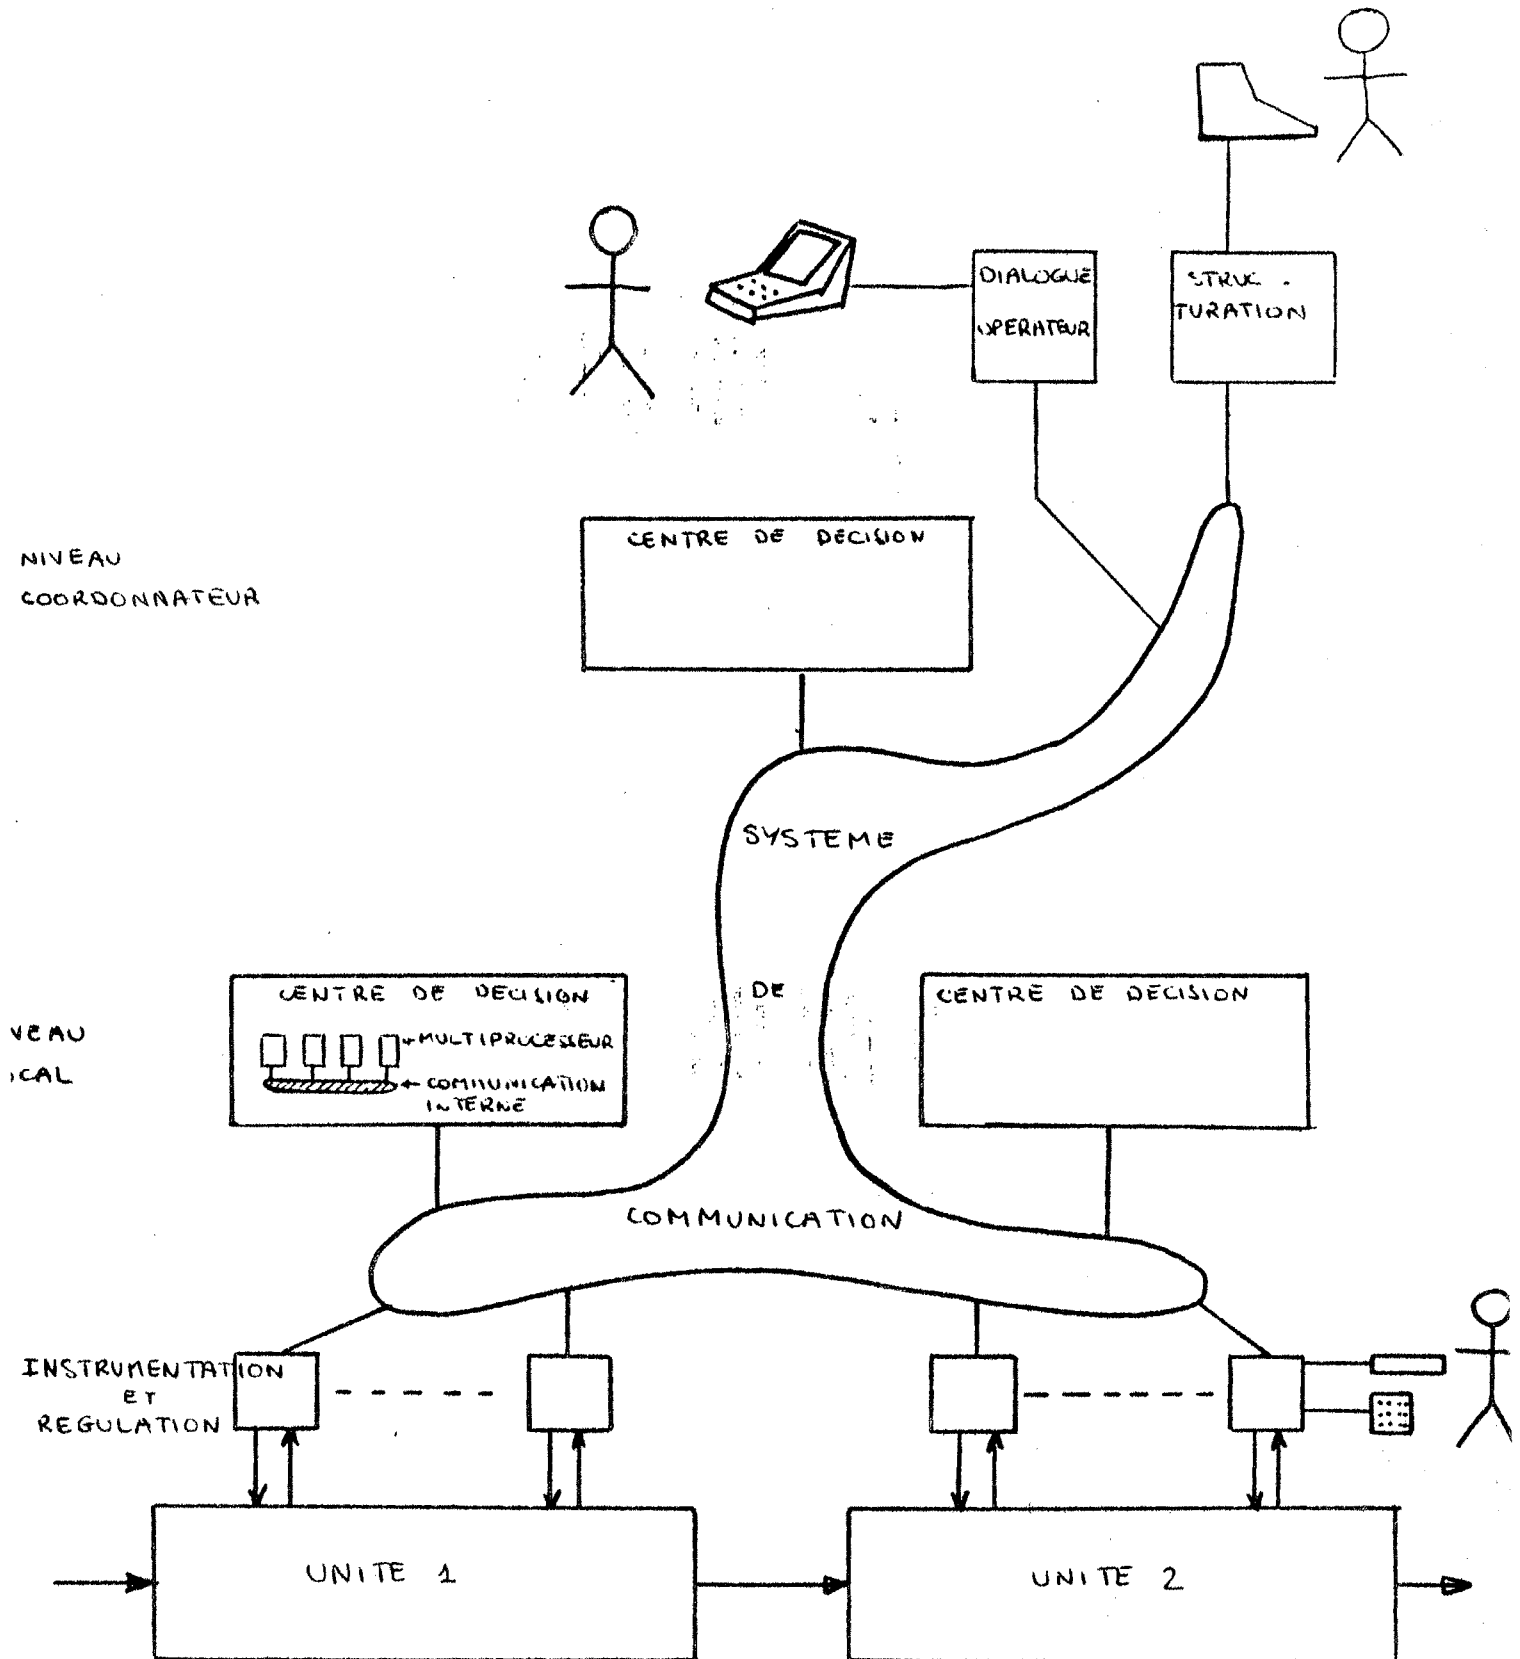 DIALOGUE
OPERATEUR
STRUC -
TURATION
CENTRE DE DECISION
NIVEAU
COORDONNATEUR
SYSTEME
DE
COMMUNICATION
VEAU
CAL
CENTRE DE DECISION
MULTIPROCESSEUR
COMMUNICATION
INTERNE
CENTRE DE DECISION
INSTRUMENTATION
ET
REGULATION
UNITE 1
UNITE 2